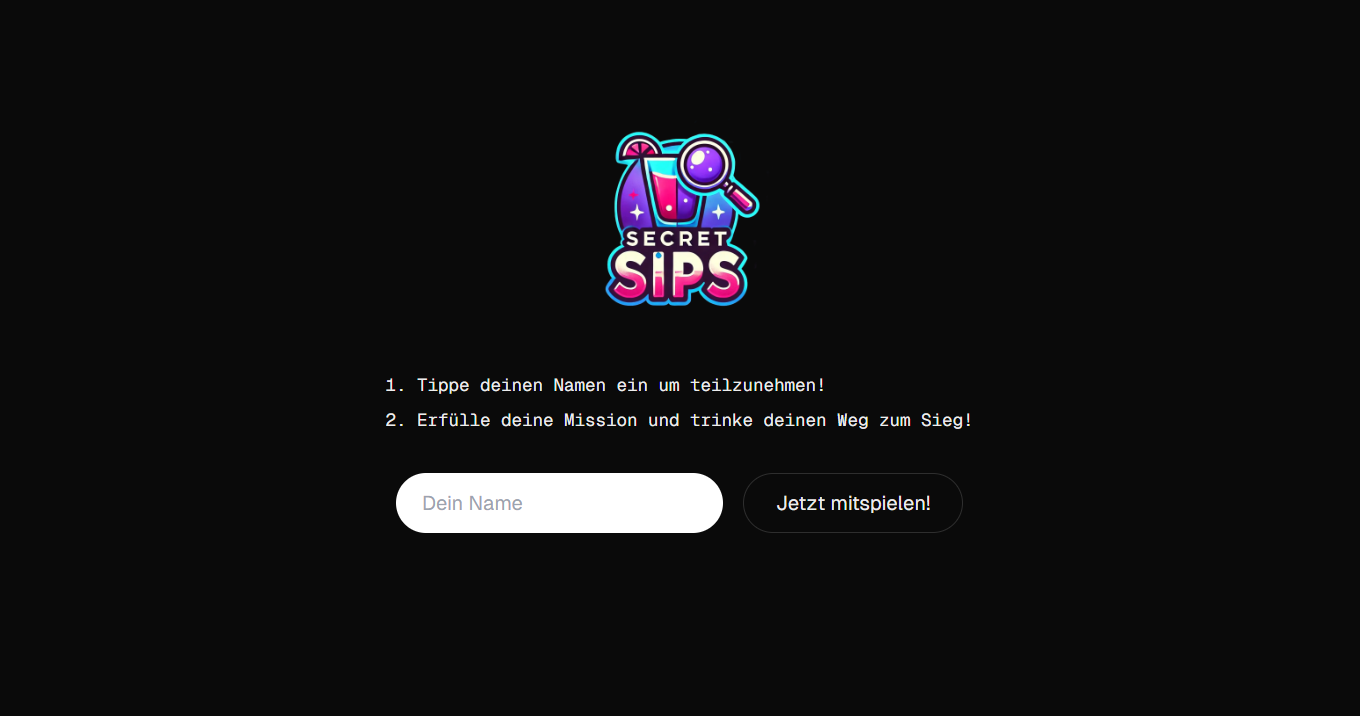 SECRET
SIPS
1. Tippe deinen Namen ein um teilzunehmen!
2. Erfülle deine Mission und trinke deinen Weg zum Sieg!
Dein Name
Jetzt mitspielen!